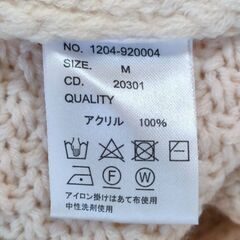 NO. 1204-920004
SIZE. M
CD. 20301
QUALITY
アクリル 100%
P W
アイロン掛けはあて布使用
中性洗剤使用